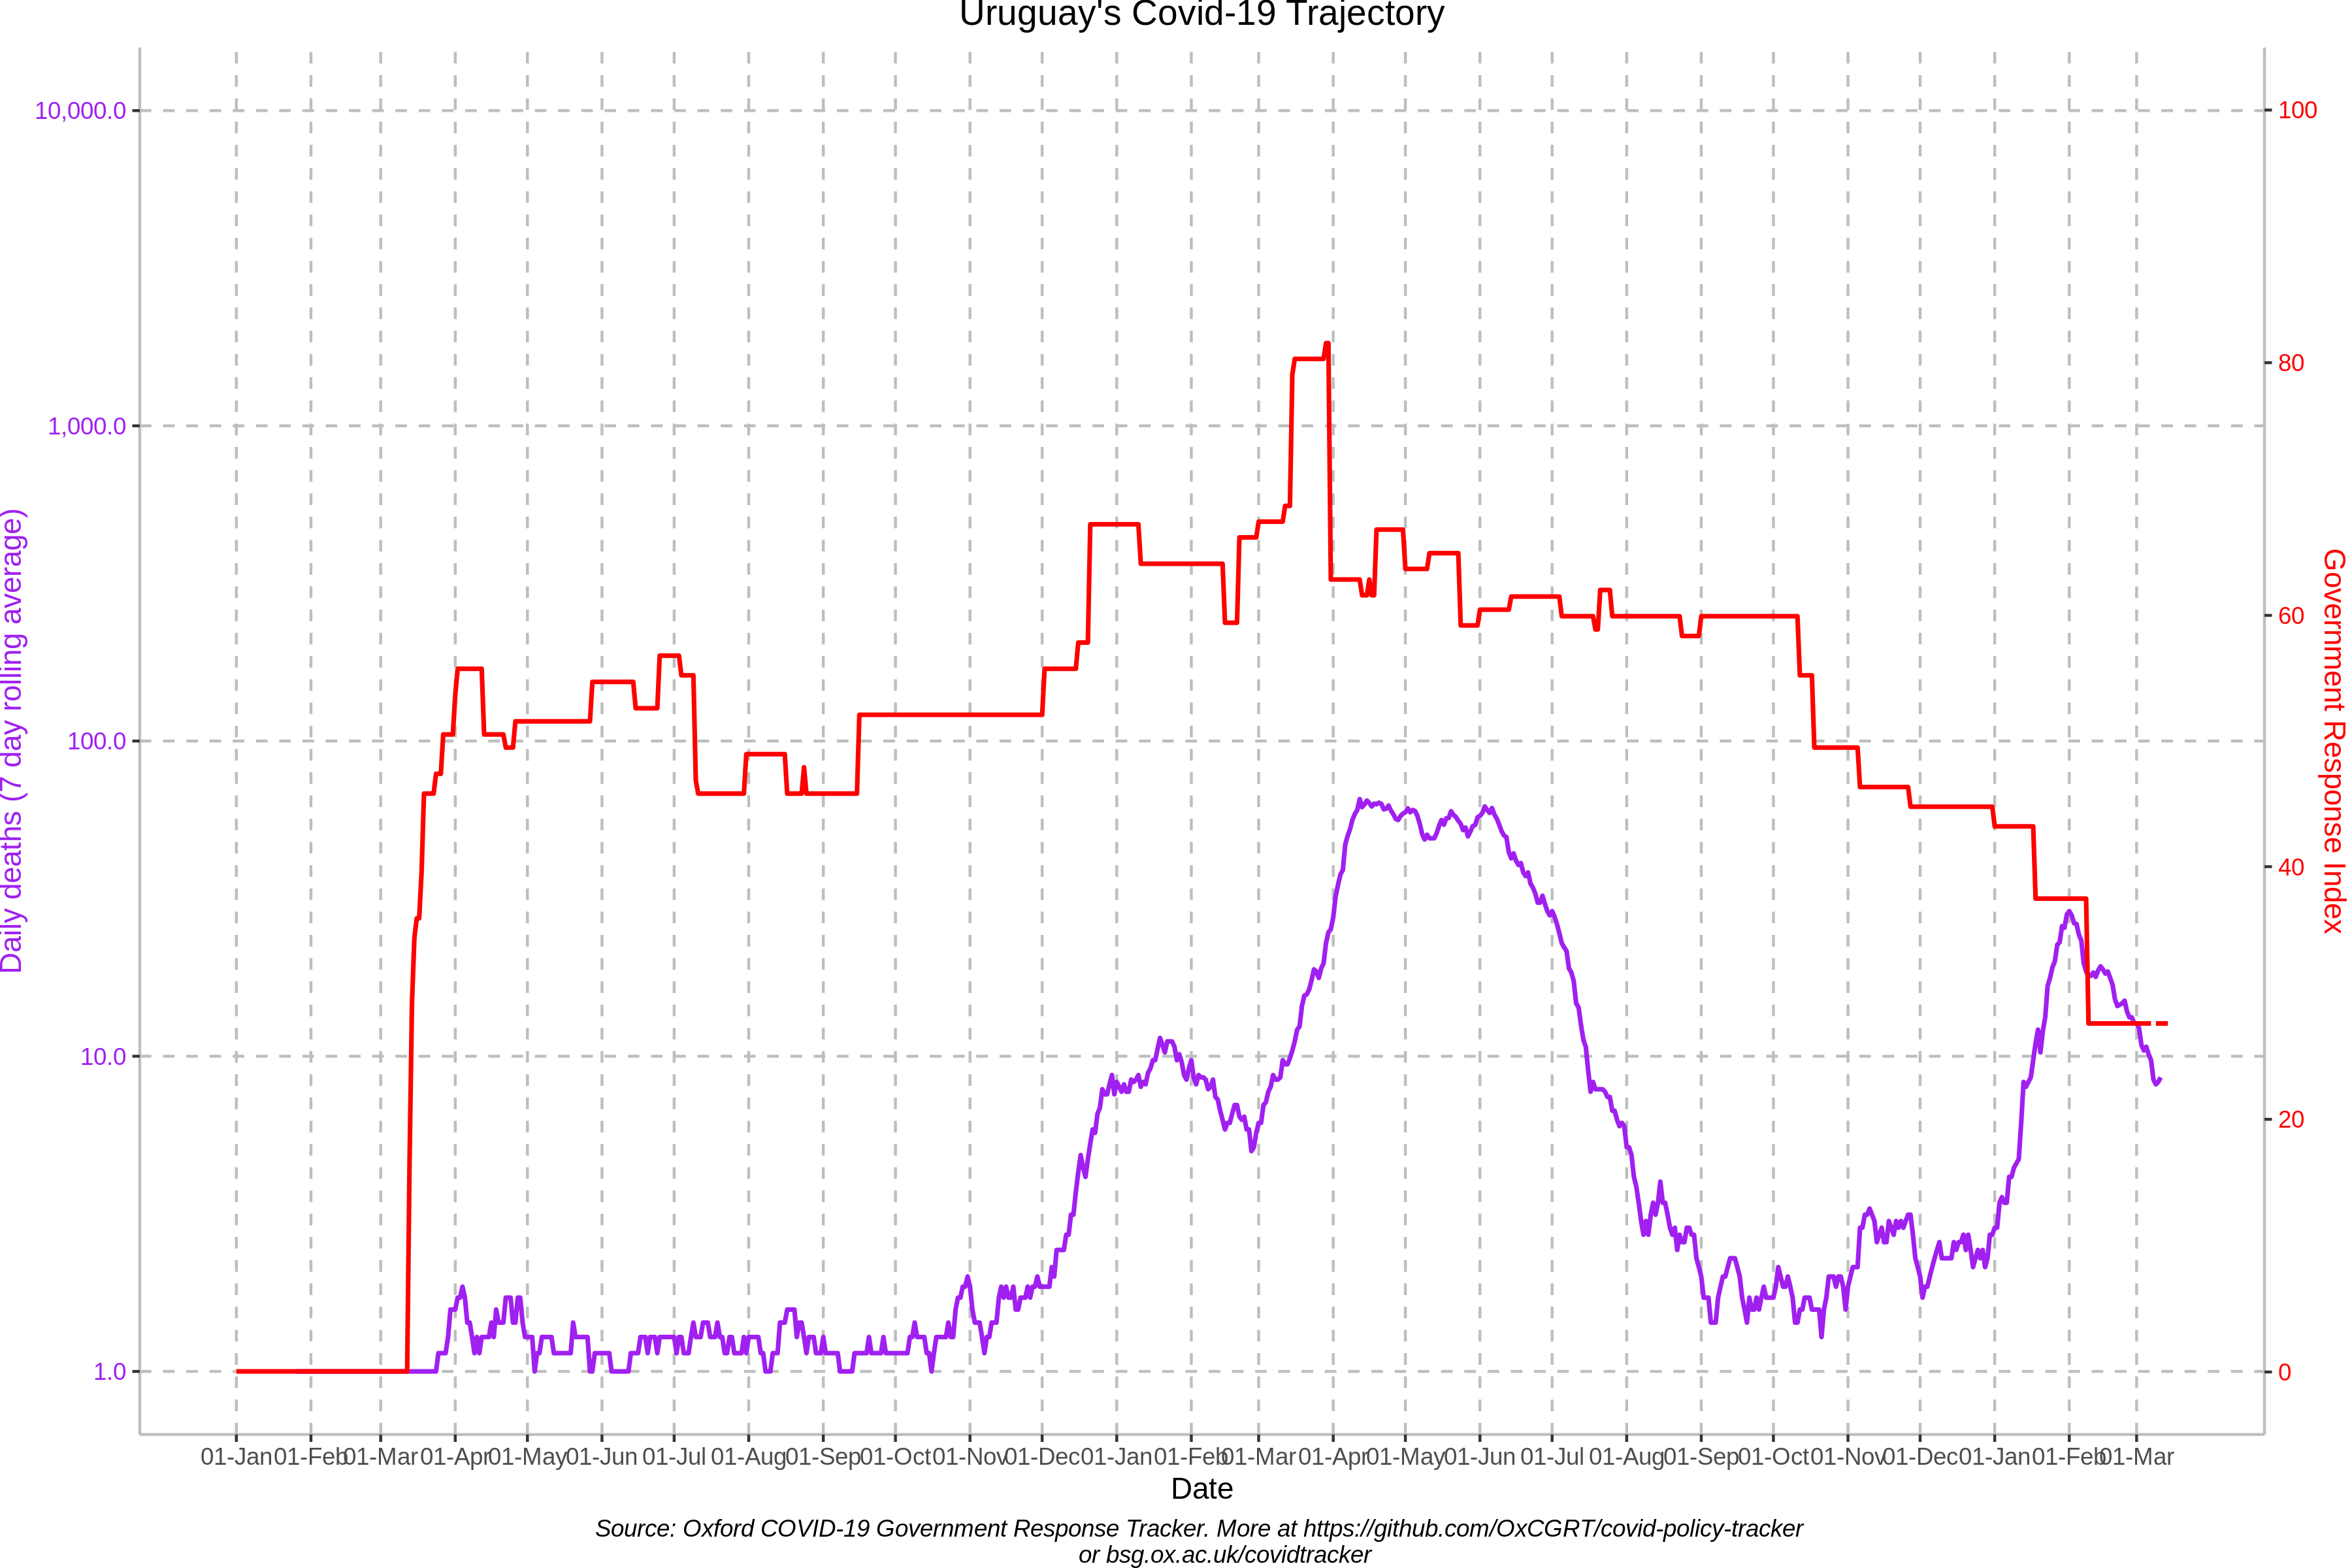 Uruguay's Covid-19 Trajectory
Daily deaths (7 day rolling average)
10,000.0
1,000.0
100.0
10.0
1.0
100
80
60
40
20
0
Government Response Index
01-Jan
01-Feb
01-Mar
01-Apr
01-May
01-Jun
01-Jul
01-Aug
01-Sep
01-Oct
01-Nov
01-Dec
01-Jan
01-Feb
01-Mar
01-Apr
01-May
01-Jun
01-Jul
01-Aug
01-Sep
01-Oct
01-Nov
01-Dec
01-Jan
01-Feb
01-Mar
Date
Source: Oxford COVID-19 Government Response Tracker. More at https://github.com/OxCGRT/covid-policy-tracker
or bsg.ox.ac.uk/covidtracker